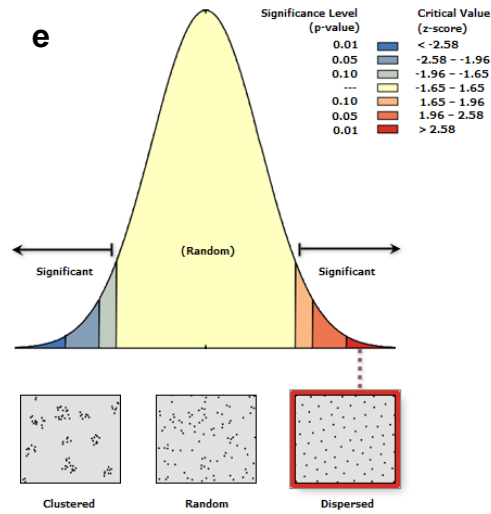 e
Significance Level Critical Value
(p-value) (z-score)
0.01 < -2.58
0.05 -2.58 – -1.96
0.10 -1.96 – -1.65
--- -1.65 – 1.65
0.10 1.65 – 1.96
0.05 1.96 – 2.58
0.01 > 2.58
(Random)
Significant Significant
Clustered Random Dispersed